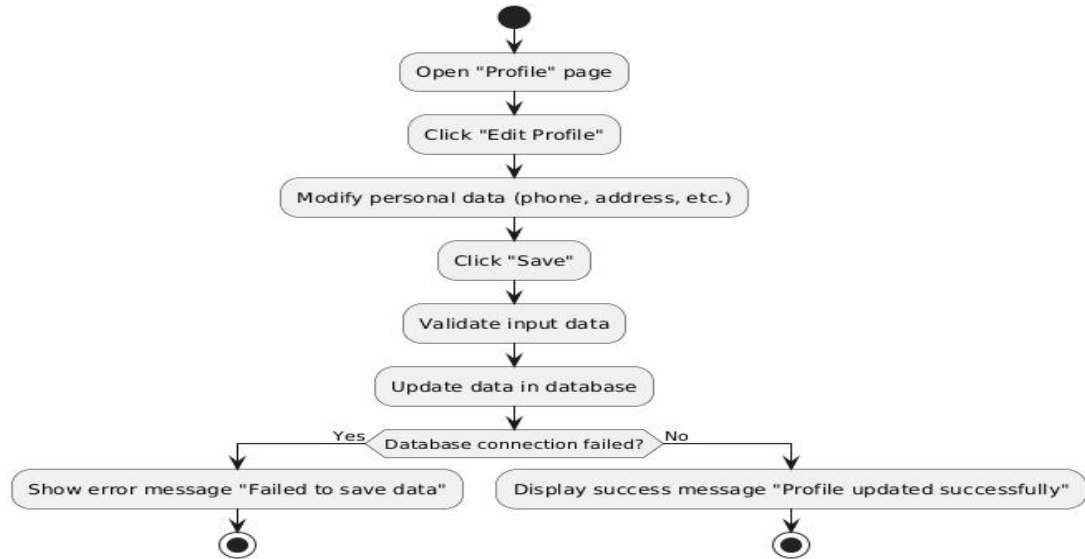 Open "Profile" page
Click "Edit Profile"
Modify personal data (phone, address, etc.)
Click "Save"
Validate input data
Update data in database
Yes
Database connection failed?
No
Show error message "Failed to save data"
Display success message "Profile updated successfully"